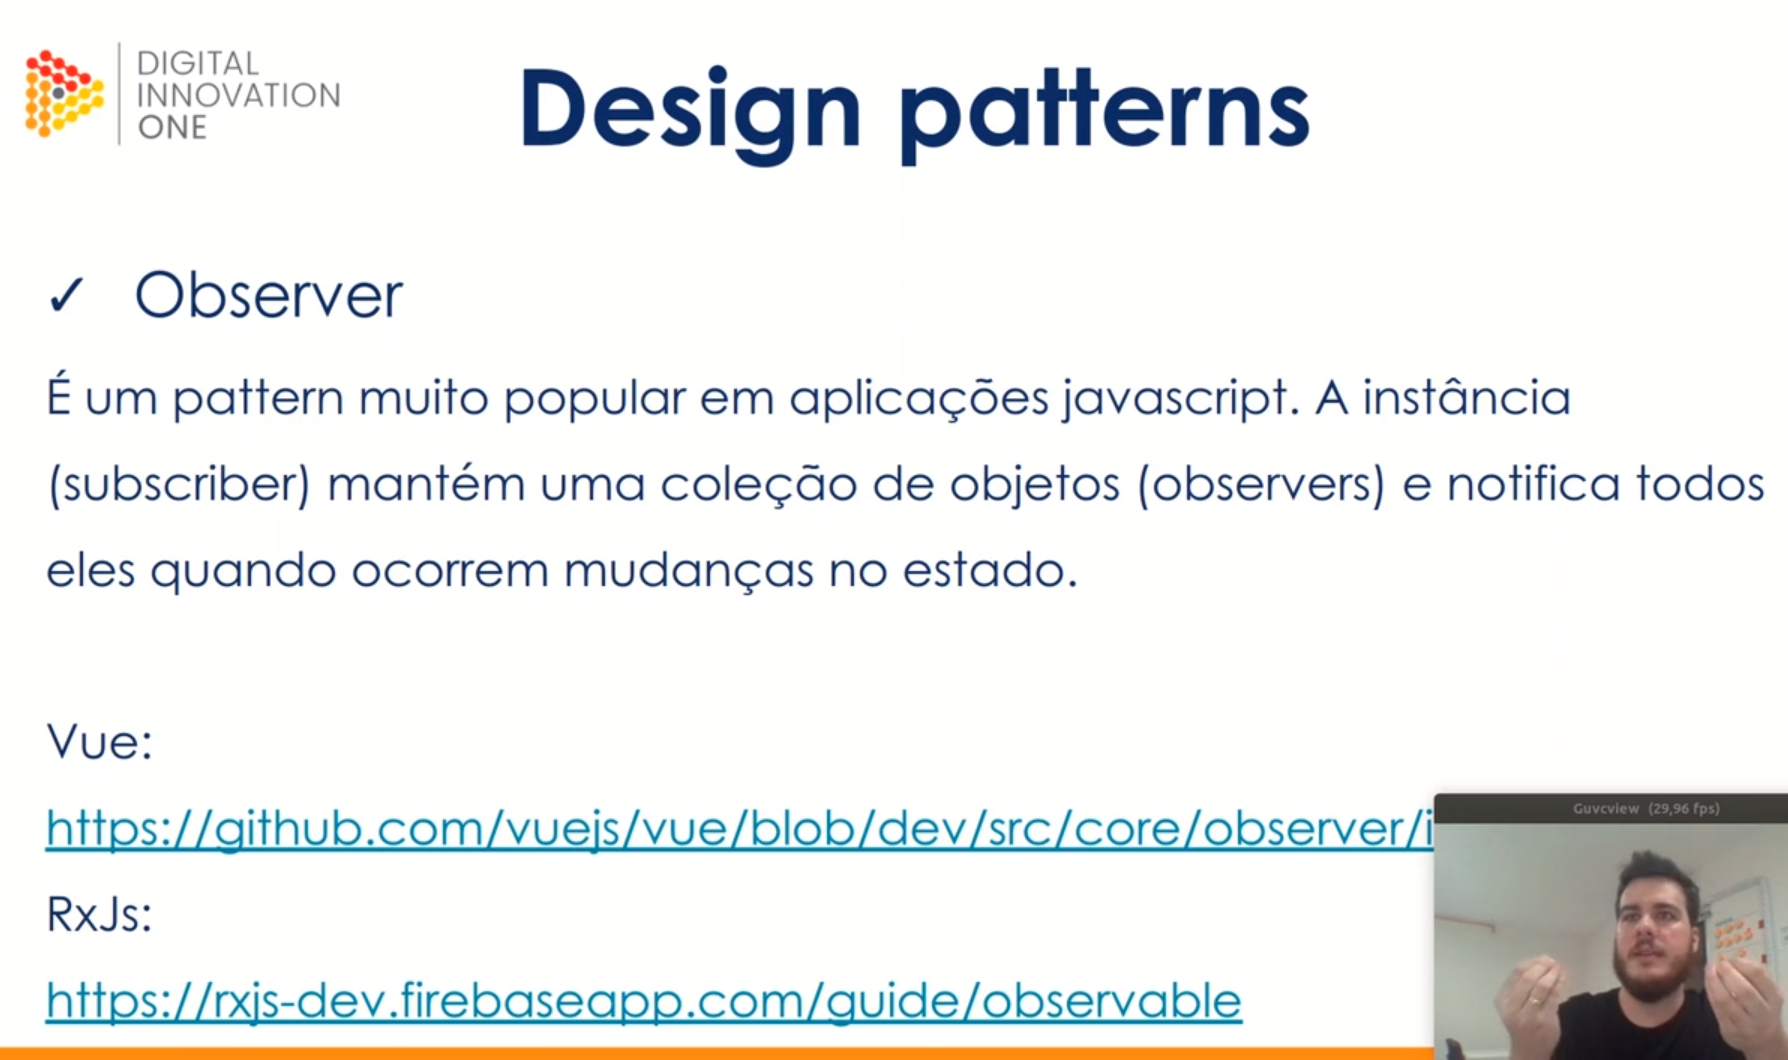 DIGITAL
INNOVATION
ONE
Design patterns
✓ Observer
É um pattern muito popular em aplicações javascript. A instância
(subscriber) mantém uma coleção de objetos (observers) e notifica todos
eles quando ocorrem mudanças no estado.
Vue:
https://github.com/vuejs/vue/blob/dev/src/core/observer/i
Guvcview (29,96 fps)
RxJs:
https://rxjs-dev.firebaseapp.com/guide/observable